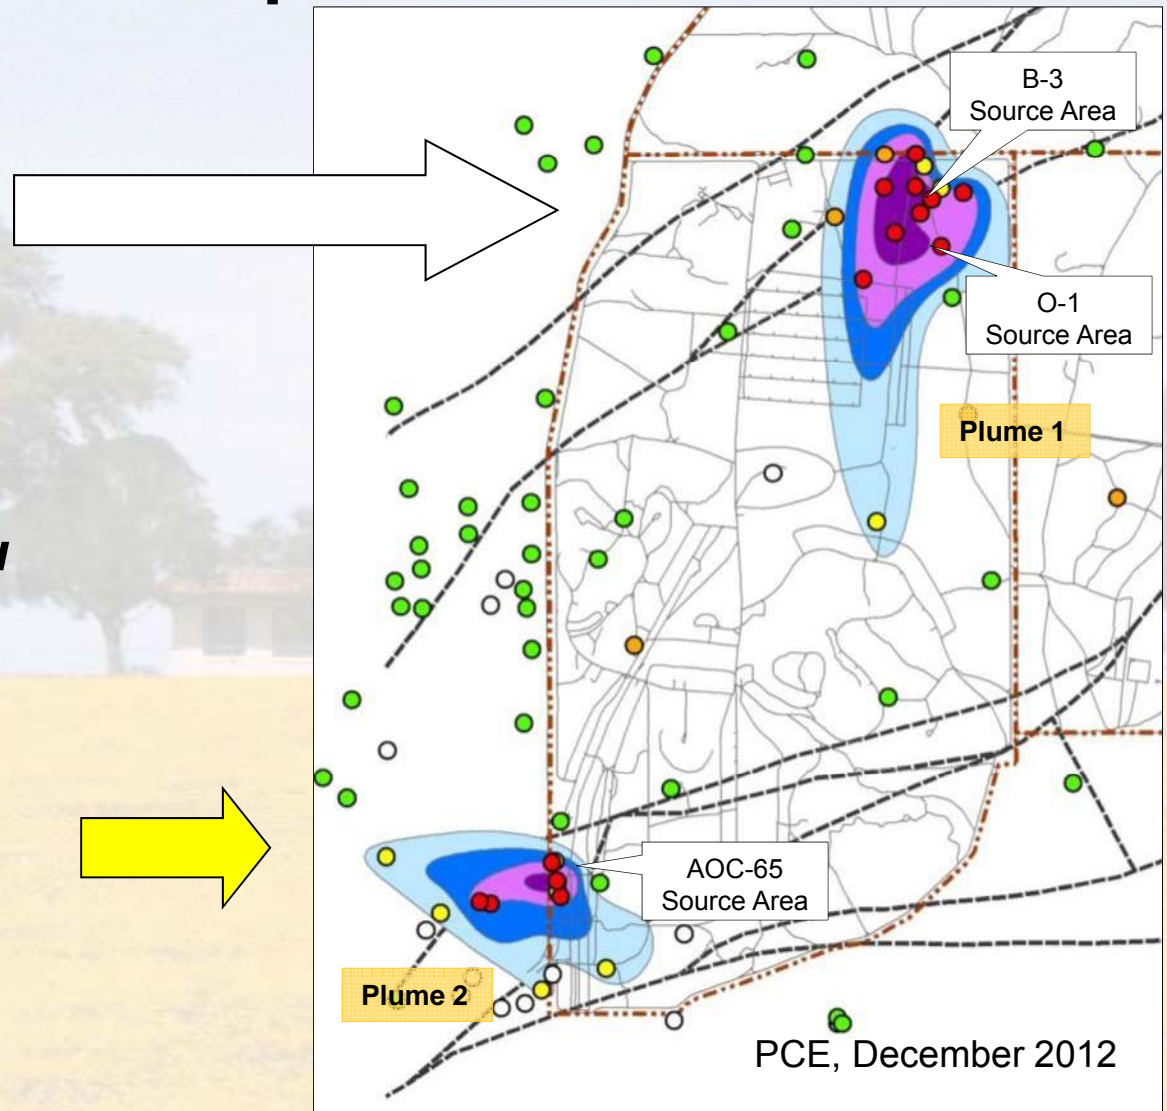 B-3
Source Area
O-1
Source Area
Plume 1
AOC-65
Source Area
Plume 2
PCE, December 2012